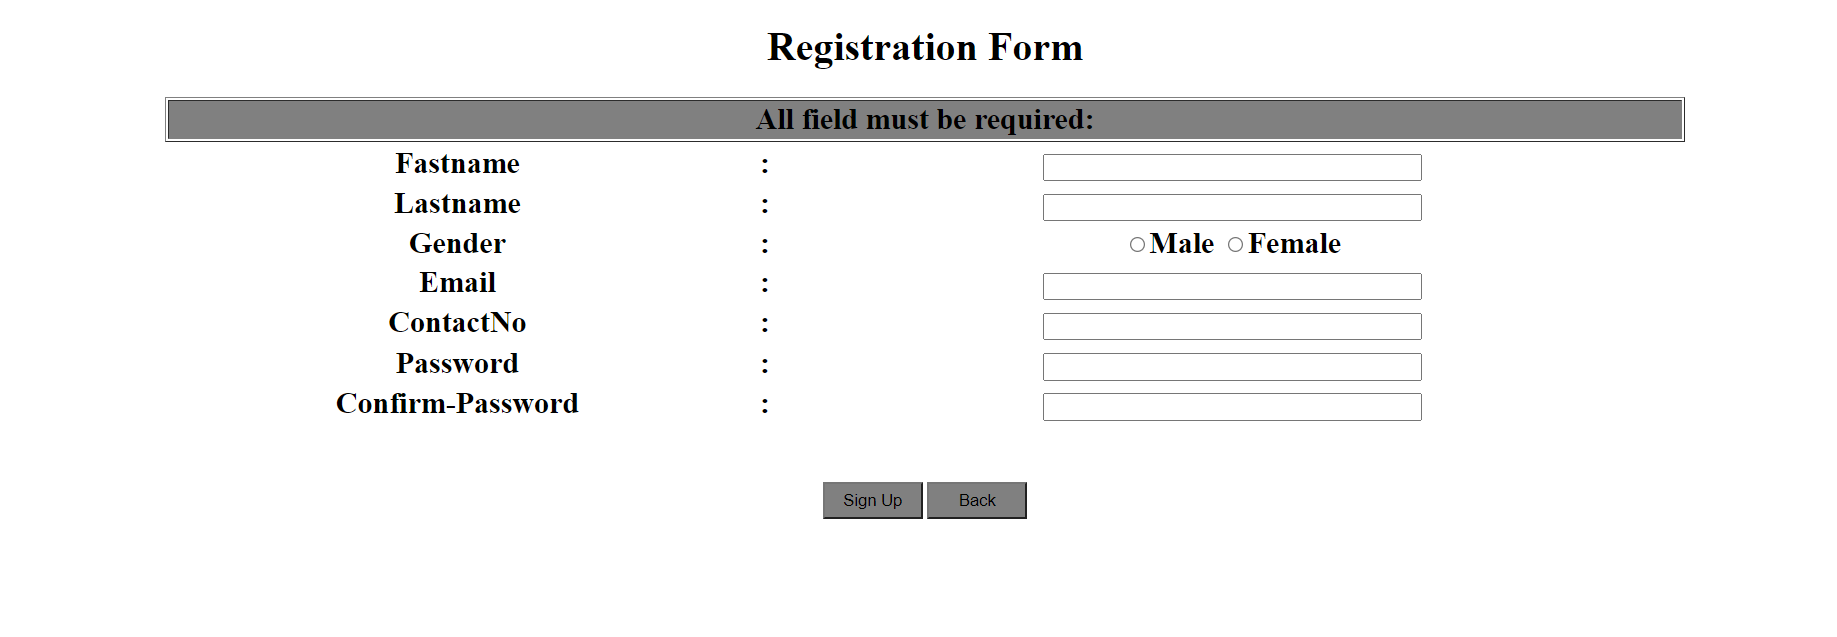 Registration Form
All field must be required:
Fastname :
Lastname :
Gender : Male Female
Email :
ContactNo :
Password :
Confirm-Password :
Sign Up Back